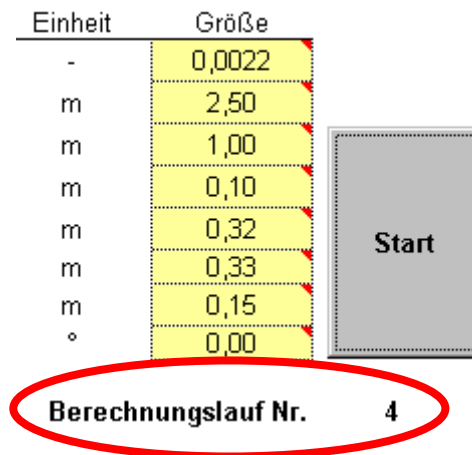 Einheit Größe
- 0,0022
m 2,50
m 1,00
m 0,10
m 0,32
Start
m 0,33
m 0,15
° 0,00
Berechnungslauf Nr. 4